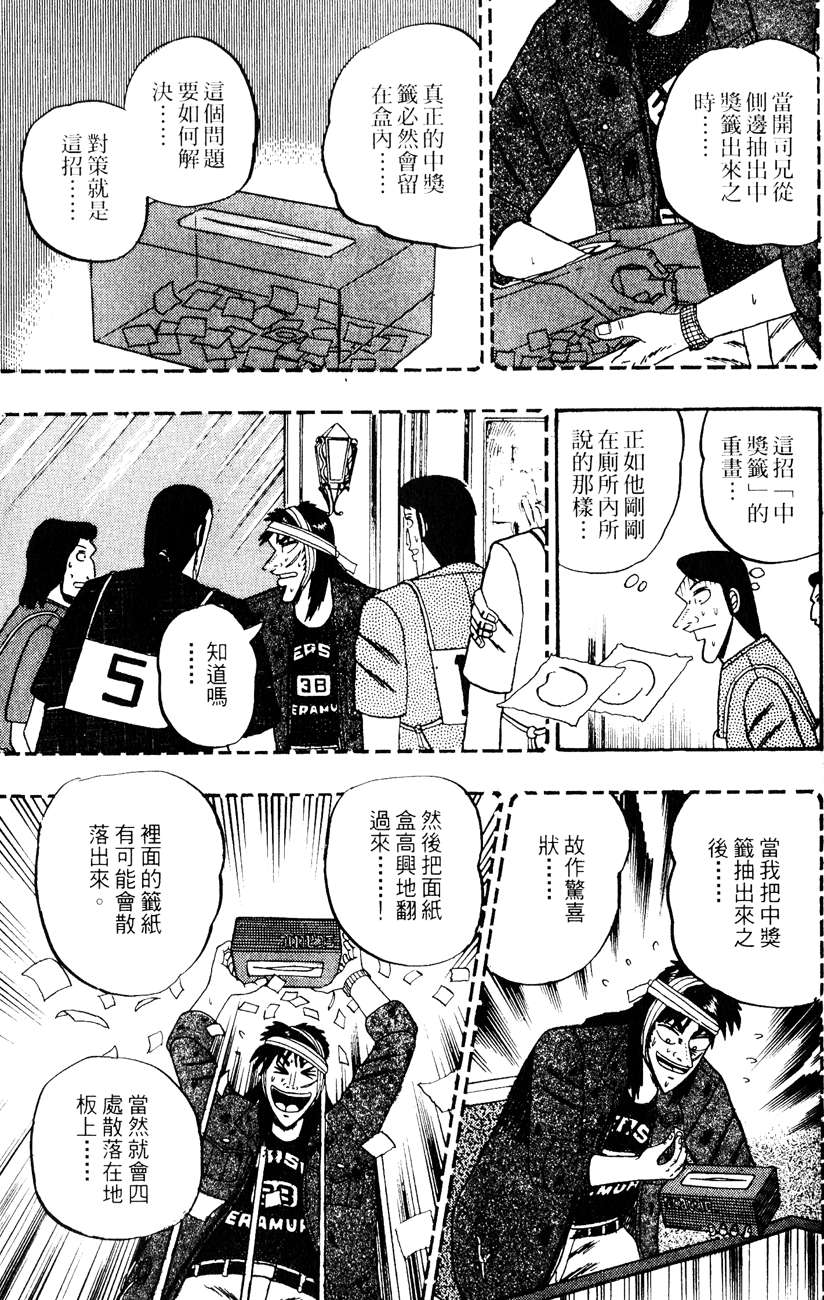 當開司兄從
側邊抽出中
獎籤出來之
時……
真正的中獎
籤必然會留
在盒內……
這個問題
要如何解
決……
對策就是
這招……
這招「中
獎籤」的
重畫…
正如他剛剛
在廁所內所
說的那樣…
知道嗎
……
5
ERS
38
ERAMU
當我把中獎
籤抽出來之
後……
故作驚喜
狀……
然後把面紙
盒高興地翻
過來……！
裡面的籤紙
有可能會散
落出來。
當然就會四
處散落在地
板上……
ERAMUR